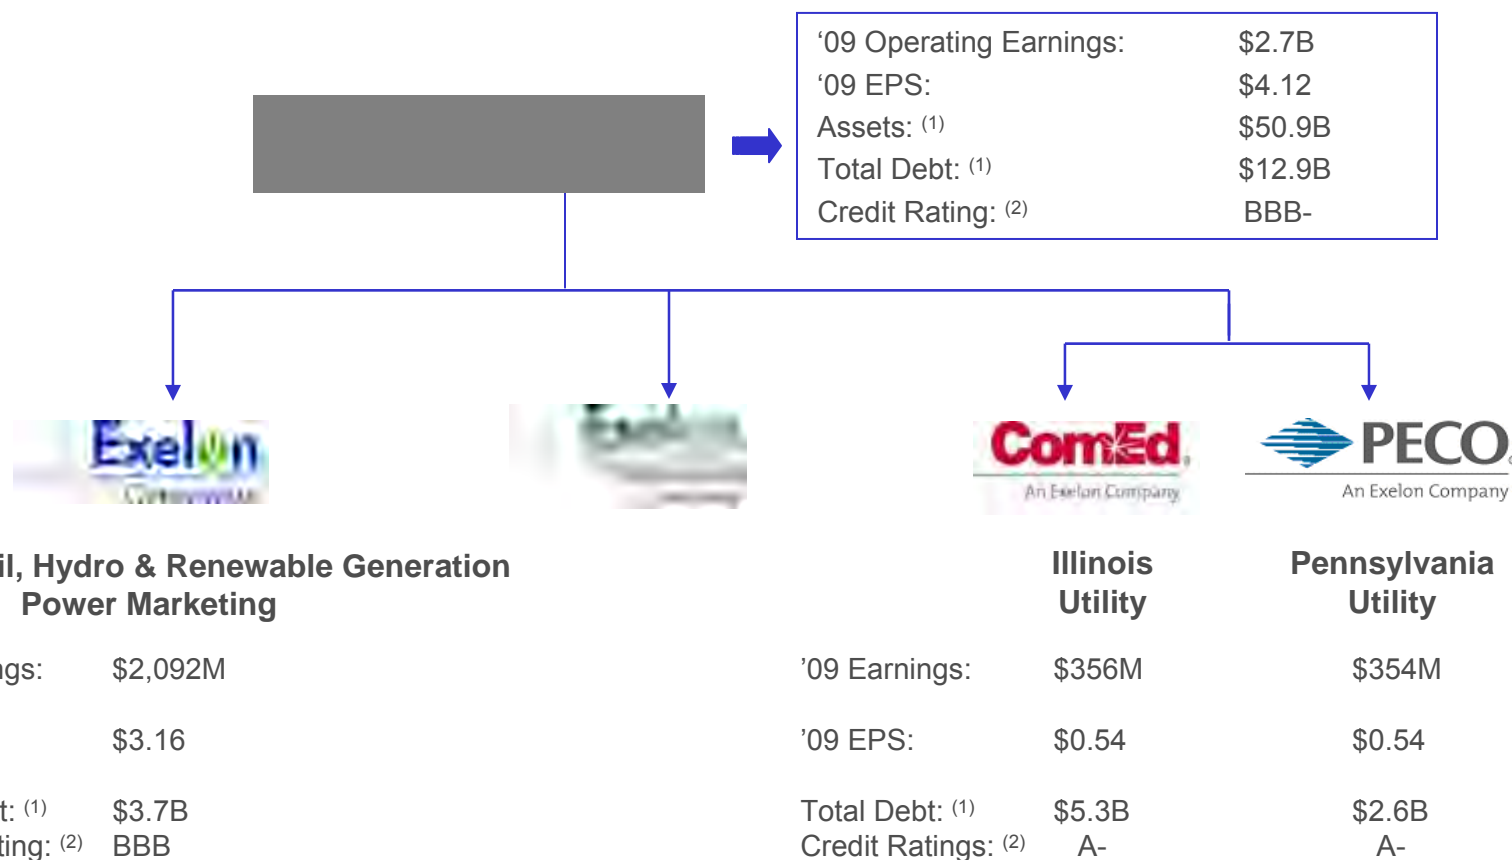 ‘09 Operating Earnings: $2.7B
‘09 EPS: $4.12
Assets: (1) $50.9B
Total Debt: (1) $12.9B
Credit Rating: (2) BBB-
Exelon
ComEd
An Exelon Company
PECO
An Exelon Company
il, Hydro & Renewable Generation
Power Marketing
Illinois
Utility
Pennsylvania
Utility
ngs: $2,092M
’09 Earnings: $356M $354M
$3.16
’09 EPS: $0.54 $0.54
t: (1) $3.7B
Total Debt: (1) $5.3B $2.6B
ting: (2) BBB
Credit Ratings: (2) A- A-